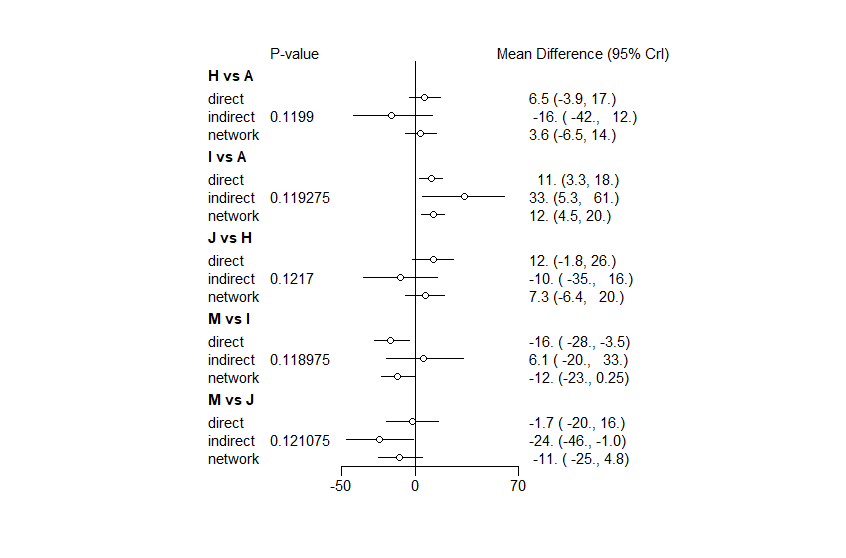 P-value Mean Difference (95% CrI)
H vs A
direct 6.5 (-3.9, 17.)
indirect 0.1199 -16. ( -42., 12.)
network 3.6 (-6.5, 14.)
I vs A
direct 11. (3.3, 18.)
indirect 0.119275 33. (5.3, 61.)
network 12. (4.5, 20.)
J vs H
direct 12. (-1.8, 26.)
indirect 0.1217 -10. ( -35., 16.)
network 7.3 (-6.4, 20.)
M vs I
direct -16. ( -28., -3.5)
indirect 0.118975 6.1 ( -20., 33.)
network -12. (-23., 0.25)
M vs J
direct -1.7 ( -20., 16.)
indirect 0.121075 -24. (-46., -1.0)
network -11. ( -25., 4.8)
-50 0 70